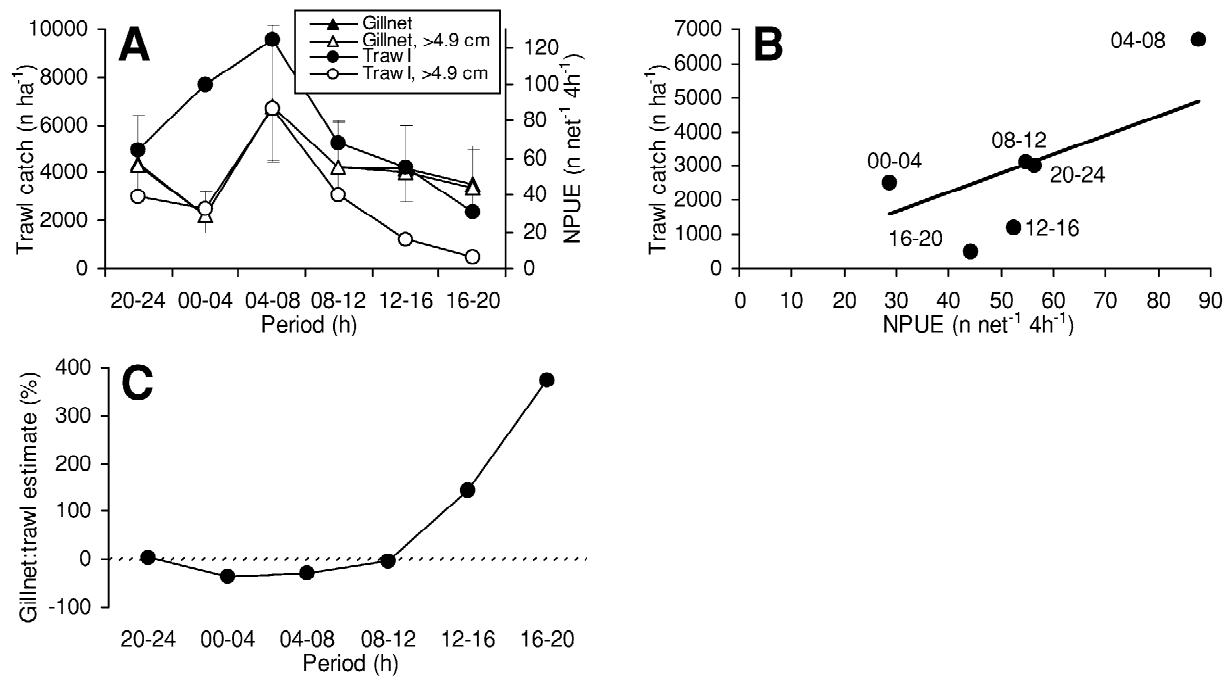 A
Gillnet
Gillnet, >4.9 cm
Trawl
Trawl, >4.9 cm
Trawl catch (n ha⁻¹)
10000
8000
6000
4000
2000
0
120
100
80
60
40
20
0
NPUE (n net⁻¹ 4h⁻¹)
20-24 00-04 04-08 08-12 12-16 16-20
Period (h)
B
Trawl catch (n ha⁻¹)
7000
6000
5000
4000
3000
2000
1000
0
04-08
08-12
00-04
20-24
12-16
16-20
0 10 20 30 40 50 60 70 80 90
NPUE (n net⁻¹ 4h⁻¹)
C
Gillnet:trawl estimate (%)
400
300
200
100
0
-100
20-24 00-04 04-08 08-12 12-16 16-20
Period (h)